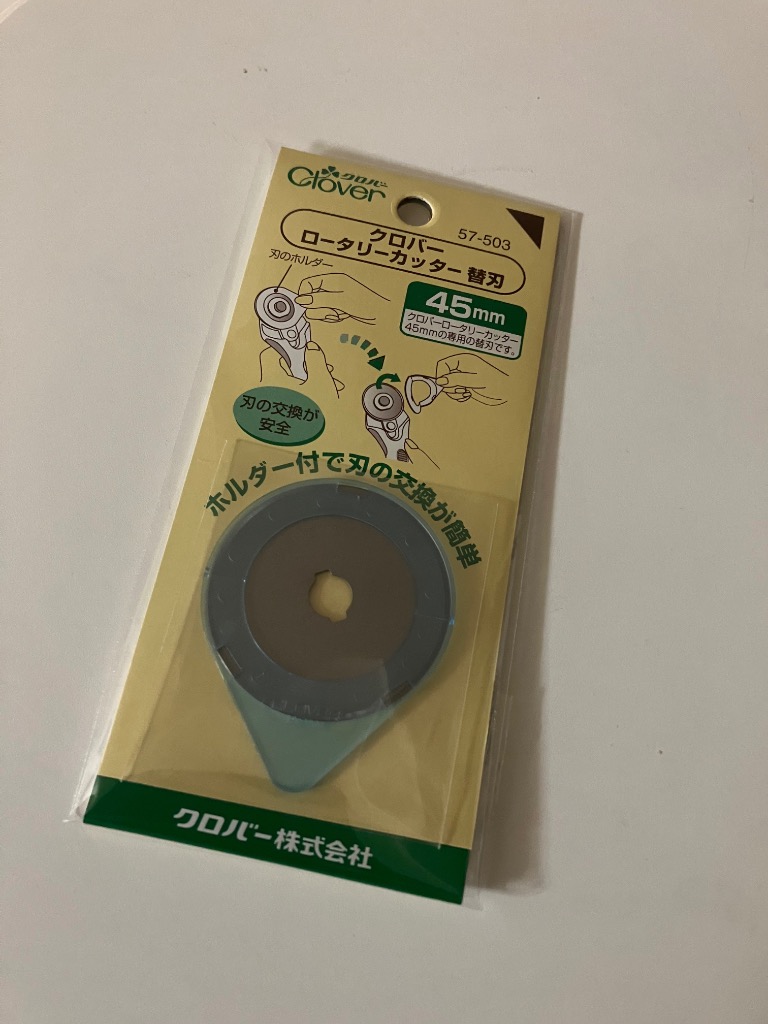 クロバー
Clover
57-503
クロバー
ロータリーカッター 替刃
刃のホルダー
45mm
クロバーロータリーカッター
45mmの専用の替刃です。
刃の交換が
安全
ホルダー付で刃の交換が簡単
クロバー株式会社